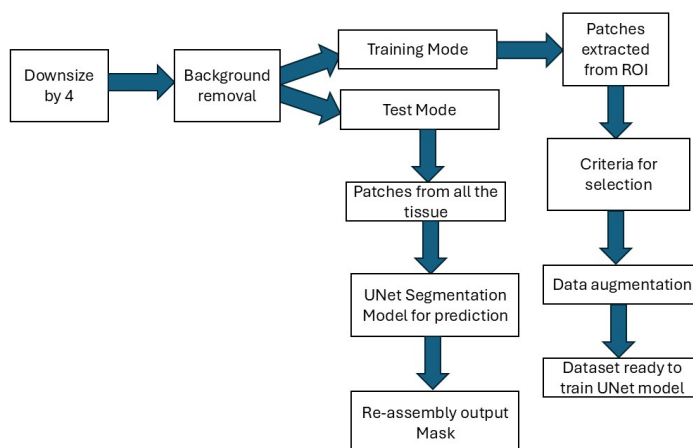 Downsize
by 4
Background
removal
Training Mode
Patches
extracted
from ROI
Test Mode
Patches from all the
tissue
UNet Segmentation
Model for prediction
Re-assembly output
Mask
Criteria for
selection
Data augmentation
Dataset ready to
train UNet model